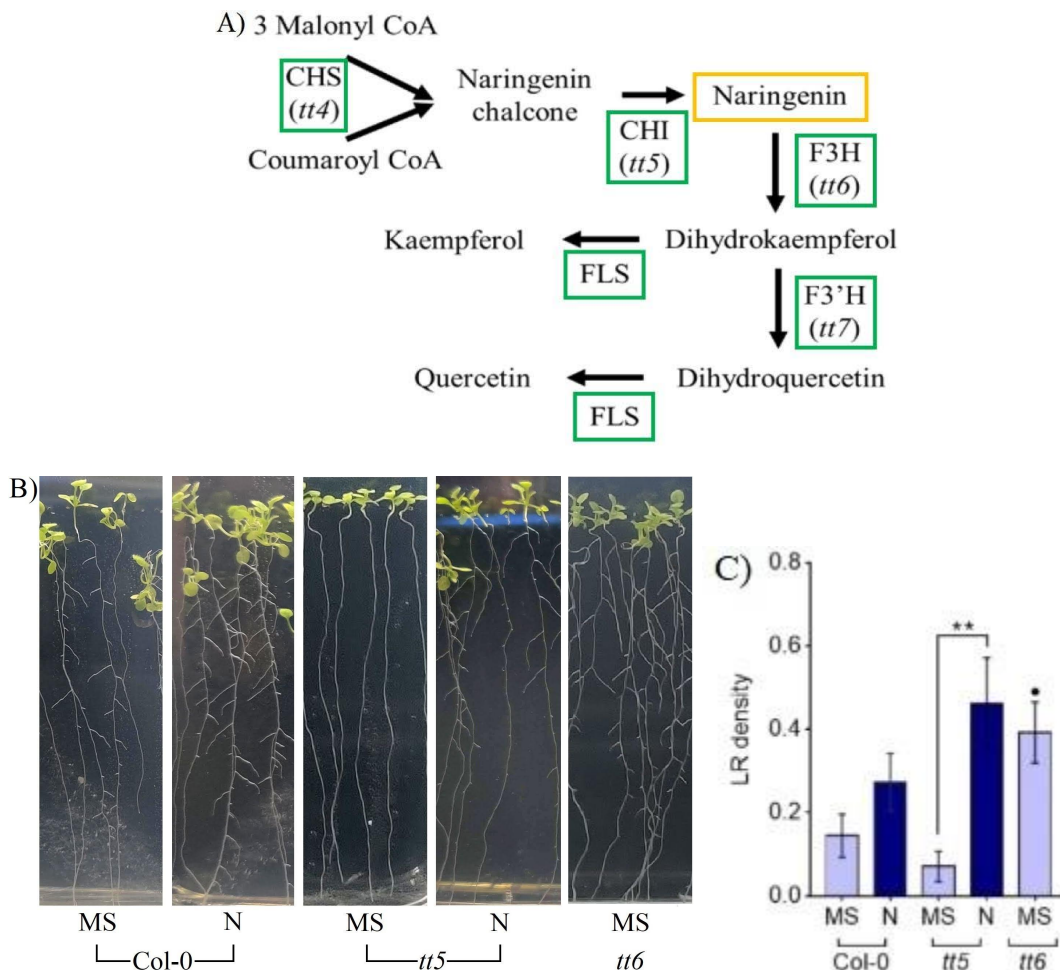 A) 3 Malonyl CoA
CHS
(tt4)
Coumaroyl CoA
Naringenin
chalcone
CHI
(tt5)
Naringenin
F3H
(tt6)
Kaempferol
FLS
Dihydrokaempferol
F3’H
(tt7)
Quercetin
FLS
Dihydroquercetin
B)
MS N MS N MS
Col-0 tt5 tt6
C)
LR density
0.8
0.6
0.4
0.2
0.0
**
MS N MS N MS
Col-0 tt5 tt6